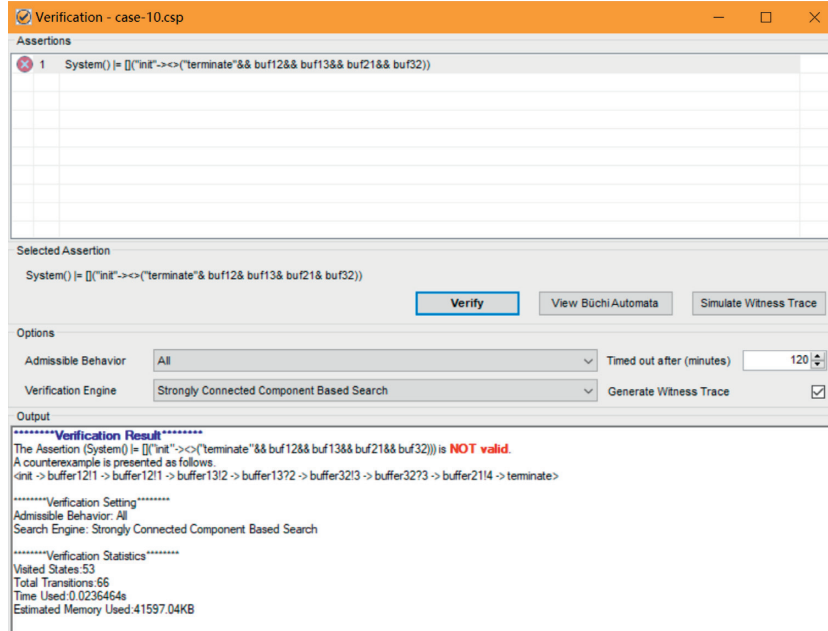 Verification - case-10.csp
Assertions
1 System() |= []("init"-><>("terminate"&& buf12&& buf13&& buf21&& buf32))
Selected Assertion
System() |= []("init"-><>("terminate"& buf12& buf13& buf21& buf32))
Verify View Büchi Automata Simulate Witness Trace
Options
Admissible Behavior All Timed out after (minutes) 120
Verification Engine Strongly Connected Component Based Search Generate Witness Trace
Output
********Verification Result********
The Assertion (System() |= []("init"-><>("terminate"&& buf12&& buf13&& buf21&& buf32))) is NOT valid.
A counterexample is presented as follows.
<init -> buffer12!1 -> buffer12!1 -> buffer13!2 -> buffer13?2 -> buffer32!3 -> buffer32?3 -> buffer21!4 -> terminate>
********Verification Setting********
Admissible Behavior: All
Search Engine: Strongly Connected Component Based Search
********Verification Statistics********
Visited States:53
Total Transitions:66
Time Used:0.0236464s
Estimated Memory Used:41597.04KB